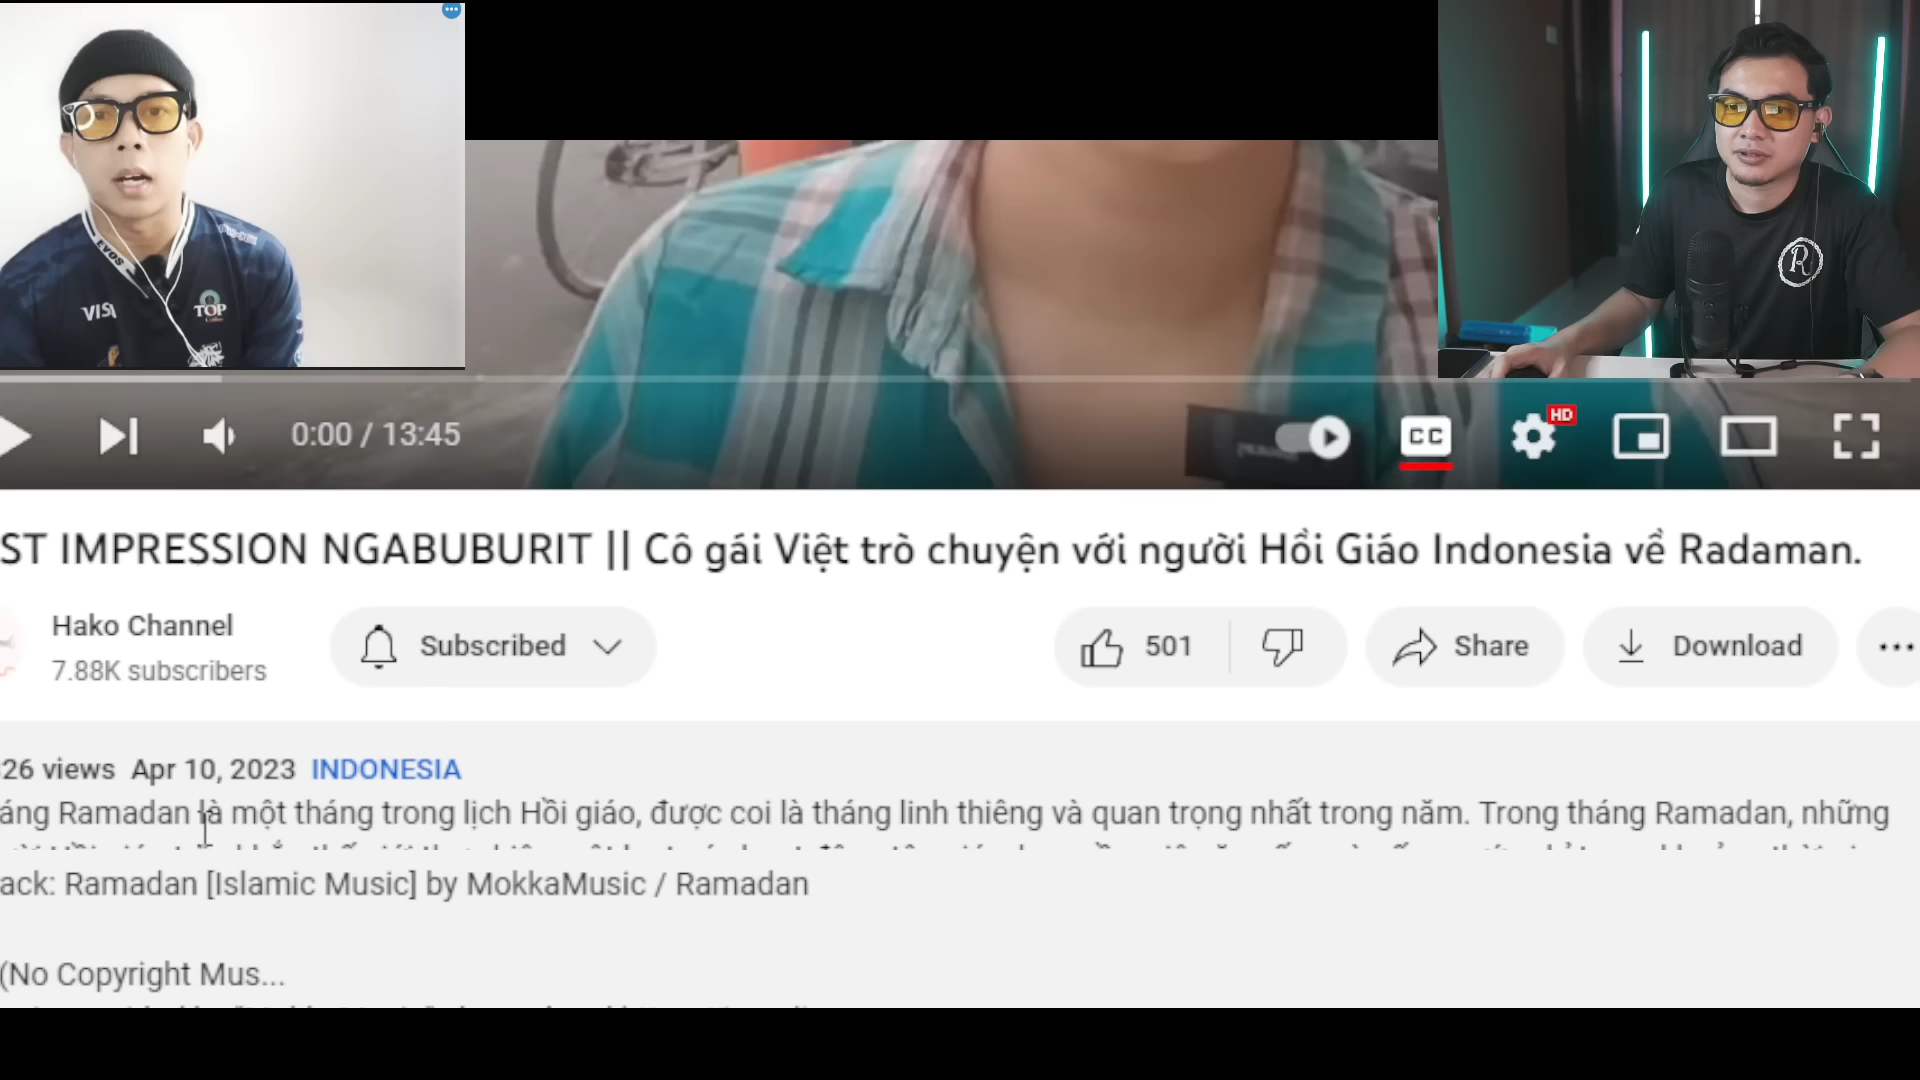 EVOS
VISA
TOP
R
0:00 / 13:45
CC
HD
ST IMPRESSION NGABUBURIT || Cô gái Việt trò chuyện với người Hồi Giáo Indonesia về Radaman.
Hako Channel
7.88K subscribers
Subscribed
501
Share
Download
26 views Apr 10, 2023 INDONESIA
áng Ramadan là một tháng trong lịch Hồi giáo, được coi là tháng linh thiêng và quan trọng nhất trong năm. Trong tháng Ramadan, những
ack: Ramadan [Islamic Music] by MokkaMusic / Ramadan
(No Copyright Mus...